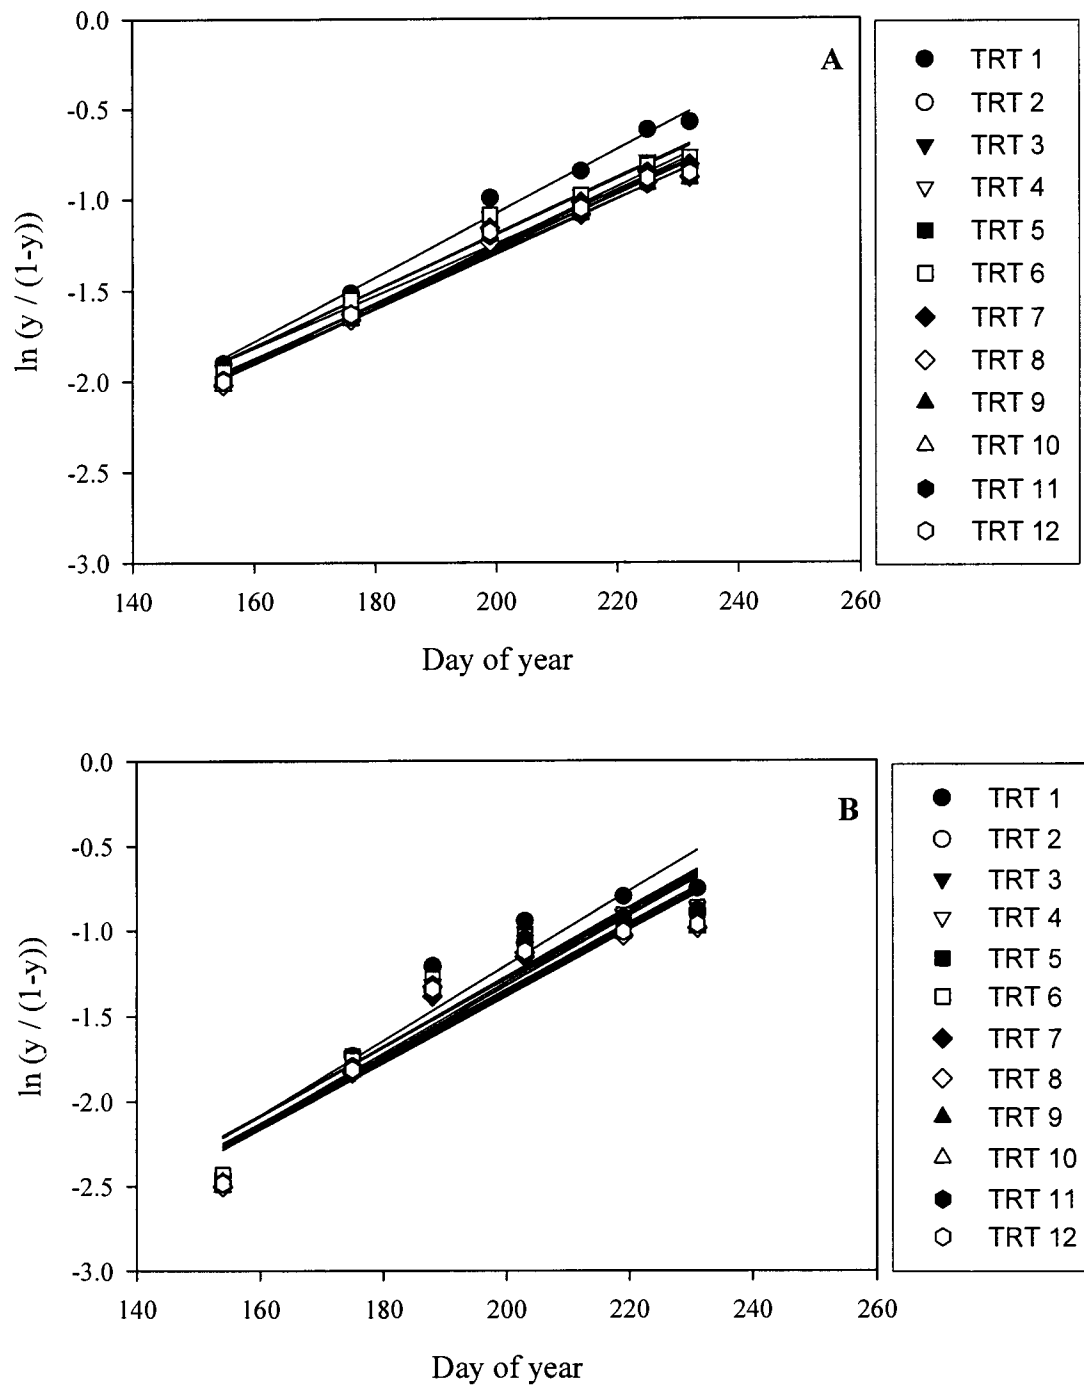 0.0
-0.5
-1.0
-1.5
-2.0
-2.5
-3.0
ln (y / (1-y))
140 160 180 200 220 240 260
Day of year
A
TRT 1
TRT 2
TRT 3
TRT 4
TRT 5
TRT 6
TRT 7
TRT 8
TRT 9
TRT 10
TRT 11
TRT 12
0.0
-0.5
-1.0
-1.5
-2.0
-2.5
-3.0
ln (y / (1-y))
140 160 180 200 220 240 260
Day of year
B
TRT 1
TRT 2
TRT 3
TRT 4
TRT 5
TRT 6
TRT 7
TRT 8
TRT 9
TRT 10
TRT 11
TRT 12